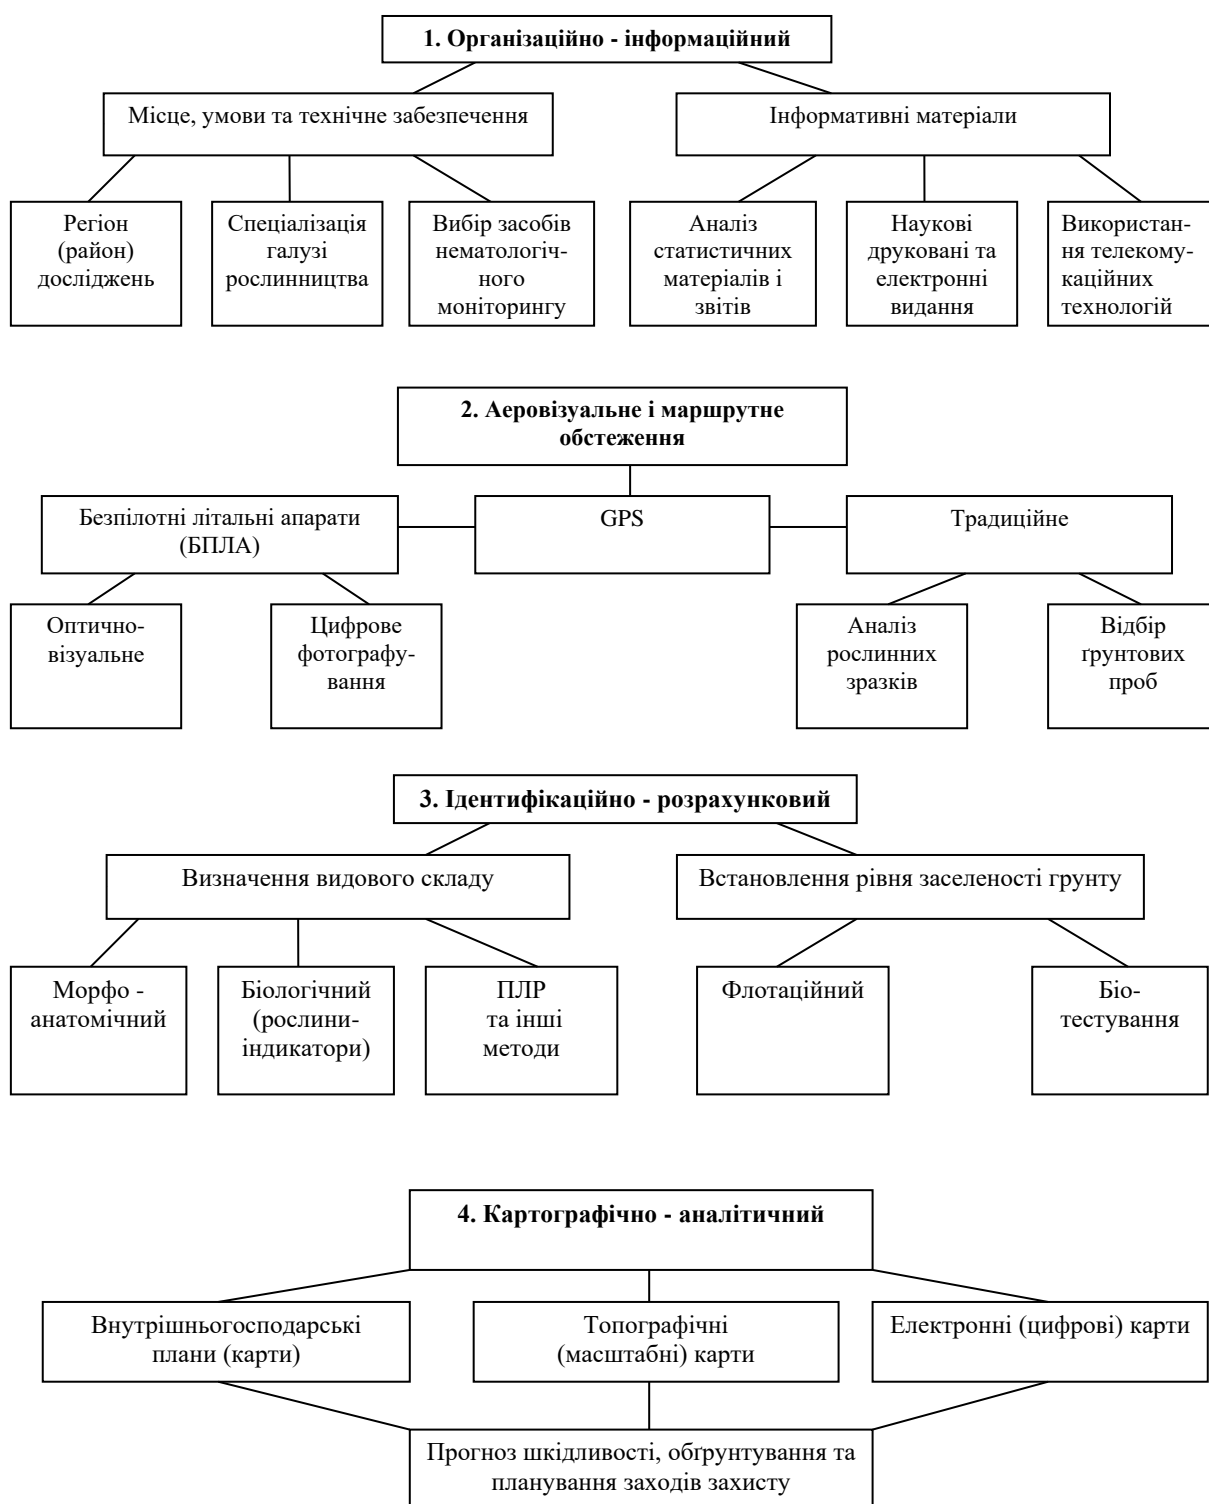 1. Організаційно - інформаційний
Місце, умови та технічне забезпечення
Інформативні матеріали
Регіон
(район)
досліджень
Спеціалізація
галузі
рослинництва
Вибір засобів
нематологіч-
ного
моніторингу
Аналіз
статистичних
матеріалів і
звітів
Наукові
друковані та
електронні
видання
Використан-
ня телекому-
каційних
технологій
2. Аеровізуальне і маршрутне
обстеження
Безпілотні літальні апарати
(БПЛА)
GPS
Традиційне
Оптично-
візуальне
Цифрове
фотографу-
вання
Аналіз
рослинних
зразків
Відбір
ґрунтових
проб
3. Ідентифікаційно - розрахунковий
Визначення видового складу
Встановлення рівня заселеності грунту
Морфо -
анатомічний
Біологічний
(рослини-
індикатори)
ПЛР
та інші
методи
Флотаційний
Біо-
тестування
4. Картографічно - аналітичний
Внутрішньогосподарські
плани (карти)
Топографічні
(масштабні) карти
Електронні (цифрові) карти
Прогноз шкідливості, обґрунтування та
планування заходів захисту